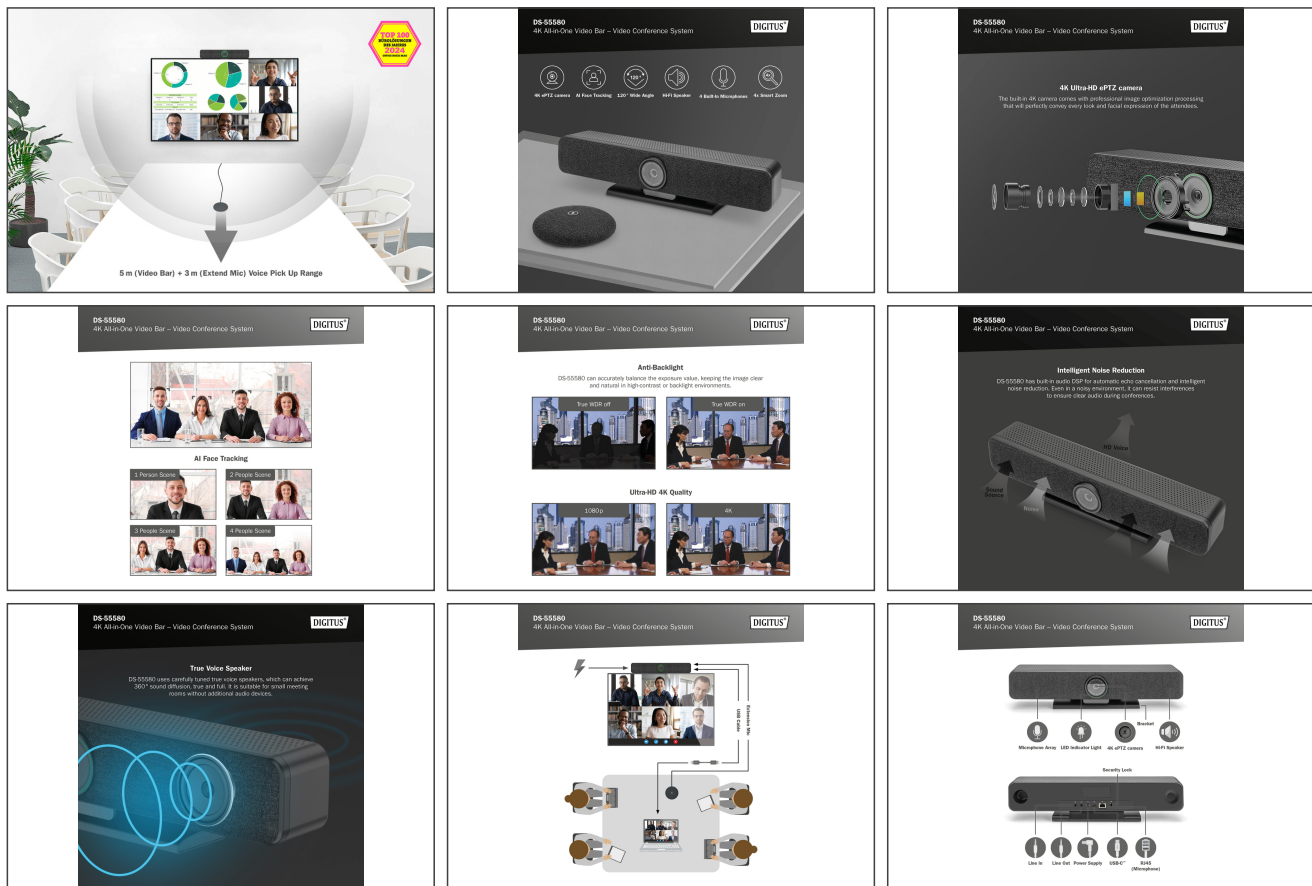 TOP 100
BÜROLÖSUNGEN
DES JAHRES
2024
5 m (Video Bar) + 3 m (Extend Mic) Voice Pick Up Range
DS-55580
4K All-in-One Video Bar – Video Conference System
DIGITUS®
4K ePTZ camera
AI Face Tracking
120° Wide Angle
Hi-Fi Speaker
4 Built-In Microphones
4x Smart Zoom
DS-55580
4K All-in-One Video Bar – Video Conference System
DIGITUS®
4K Ultra-HD ePTZ camera
The built-in 4K camera comes with professional image optimization processing
that will perfectly convey every look and facial expression of the attendees.
DS-55580
4K All-in-One Video Bar – Video Conference System
DIGITUS®
AI Face Tracking
1 Person Scene
2 People Scene
3 People Scene
4 People Scene
DS-55580
4K All-in-One Video Bar – Video Conference System
DIGITUS®
Anti-Backlight
DS-55580 can accurately balance the exposure value, keeping the image clear
and natural in high-contrast or backlight environments.
True WDR off
True WDR on
Ultra-HD 4K Quality
1080p
4K
DS-55580
4K All-in-One Video Bar – Video Conference System
DIGITUS®
Intelligent Noise Reduction
DS-55580 has built-in audio DSP for automatic echo cancellation and intelligent
noise reduction. Even in a noisy environment, it can resist interferences
to ensure clear audio during conferences.
HD Voice
Sound
Source
Noise
DS-55580
4K All-in-One Video Bar – Video Conference System
DIGITUS®
True Voice Speaker
DS-55580 uses carefully tuned true voice speakers, which can achieve
360° sound diffusion, true and full. It is suitable for small meeting
rooms without additional audio devices.
DS-55580
4K All-in-One Video Bar – Video Conference System
DIGITUS®
USB Cable
Extension Mic
DS-55580
4K All-in-One Video Bar – Video Conference System
DIGITUS®
Bracket
Microphone Array
LED Indicator Light
4K ePTZ camera
Hi-Fi Speaker
Security Lock
Line In
Line Out
Power Supply
USB-C™
RJ45
(Microphone)